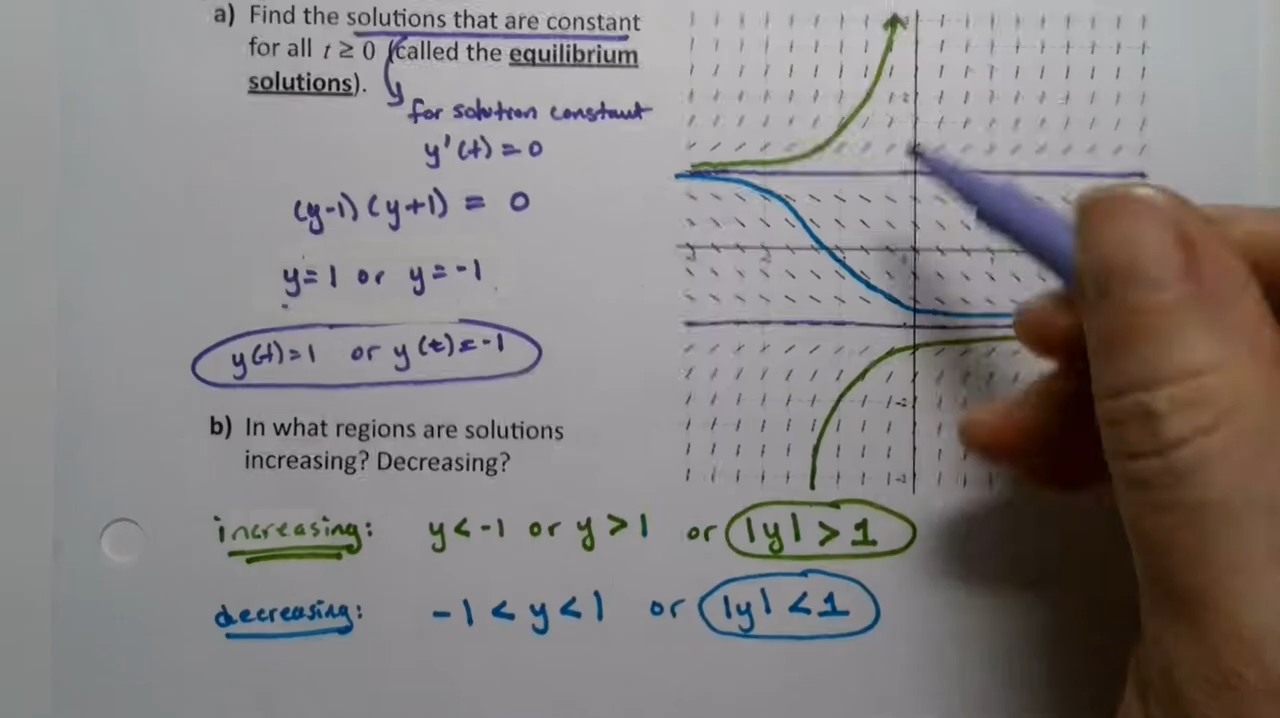 a) Find the solutions that are constant
for all t ≥ 0 (called the equilibrium
solutions).
for solution constant
y'(t) = 0
(y-1)(y+1) = 0
y=1 or y=-1
y(t)=1 or y(t)=-1
b) In what regions are solutions
increasing? Decreasing?
increasing: y<-1 or y>1 or |y|>1
decreasing: -1<y<1 or |y|<1